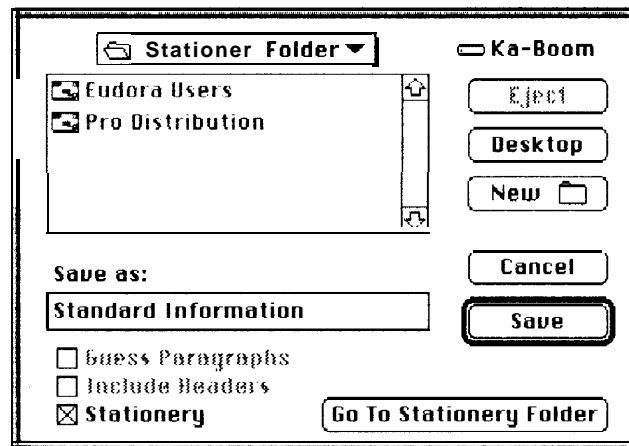 Stationer Folder
Ka-Boom
Eudora Users
Pro Distribution
Eject
Desktop
New
Cancel
Save
Save as:
Standard Information
Guess Paragraphs
Include Headers
Stationery
Go To Stationery Folder